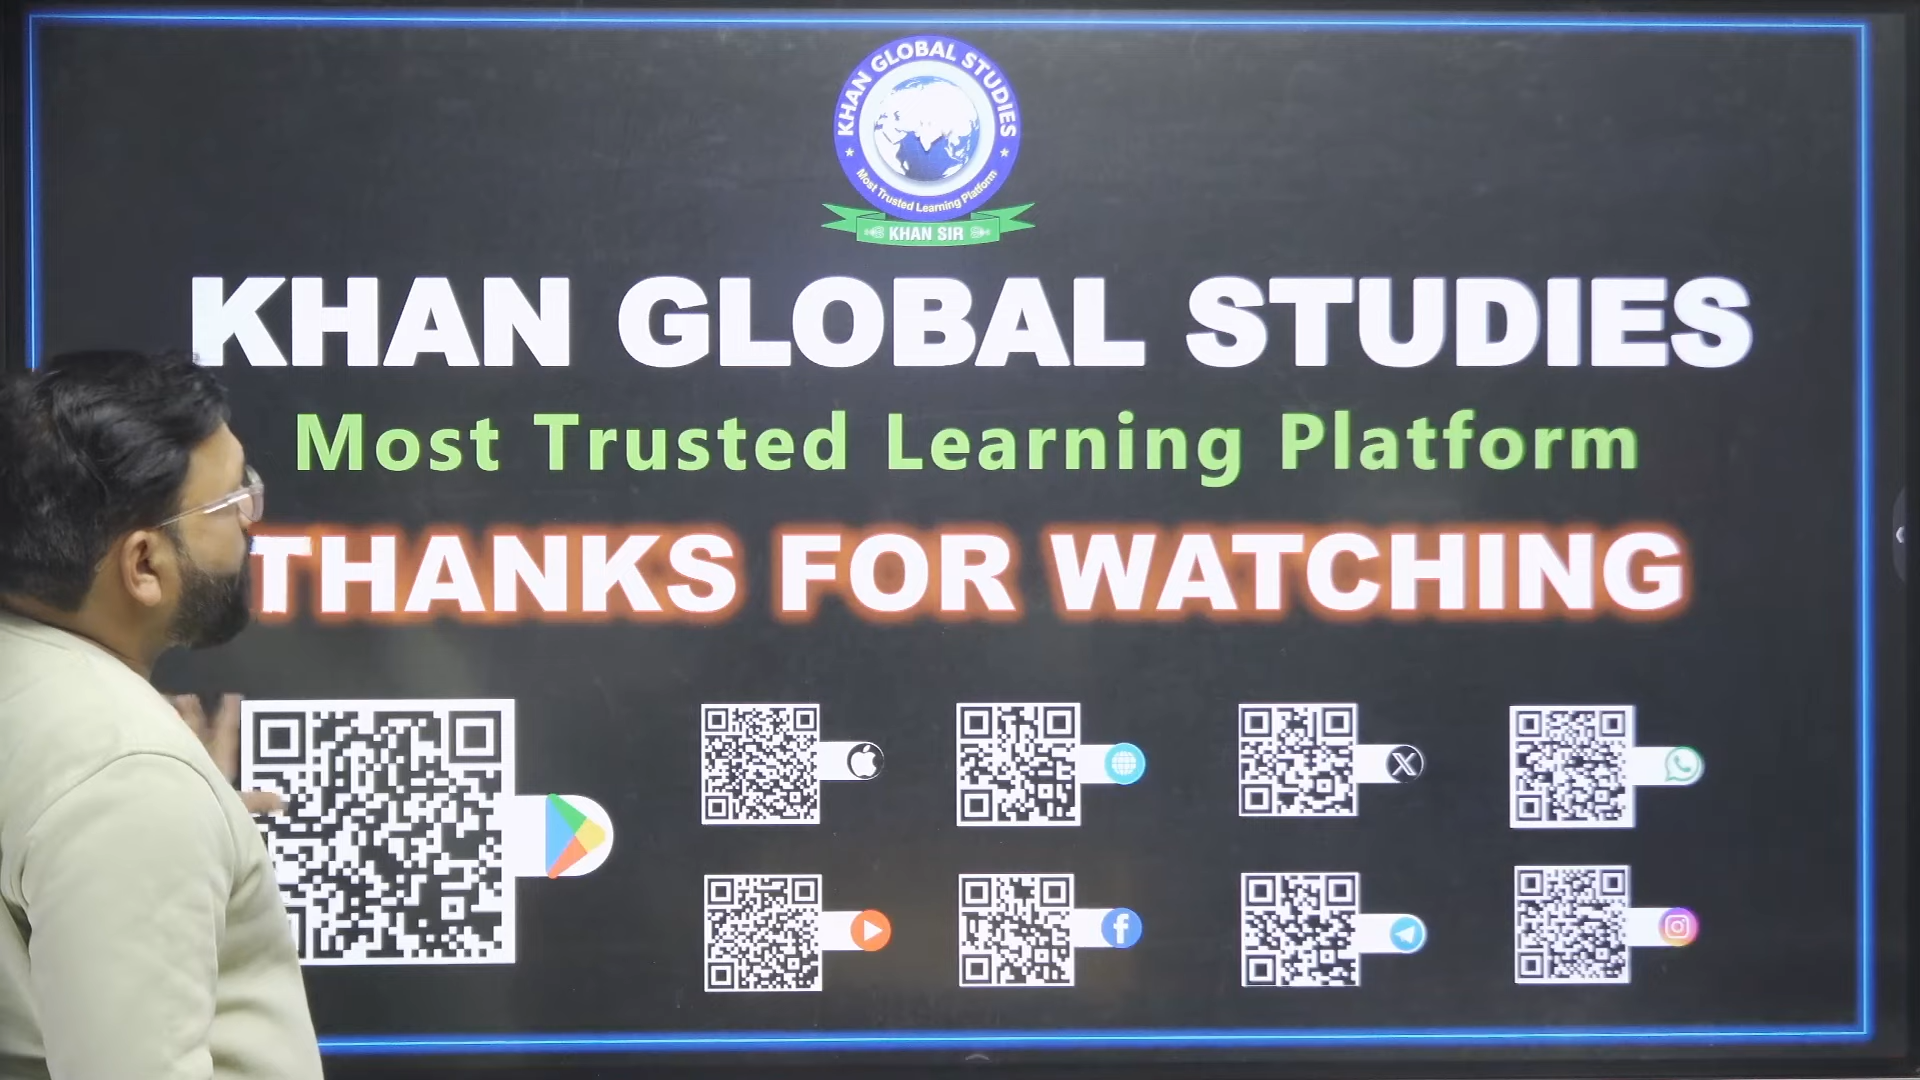 KHAN GLOBAL STUDIES
Most Trusted Learning Platform
KHAN SIR
KHAN GLOBAL STUDIES
Most Trusted Learning Platform
THANKS FOR WATCHING